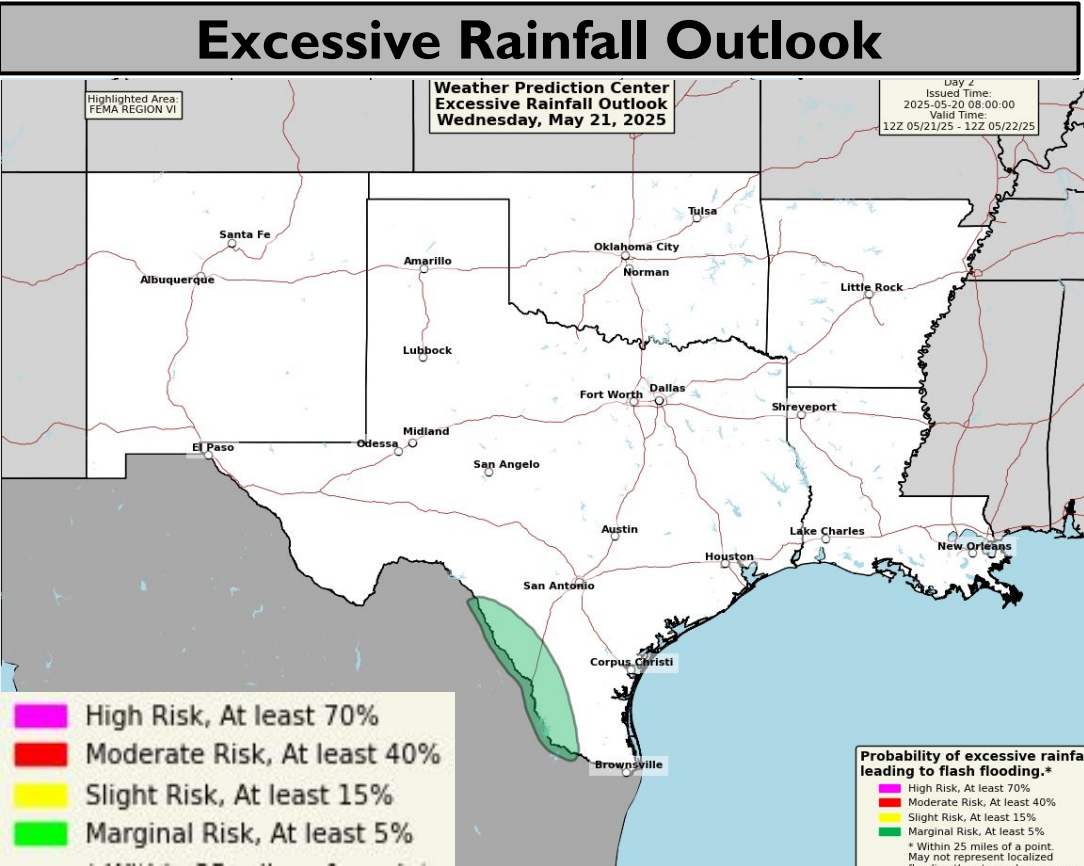 Excessive Rainfall Outlook
Highlighted Area:
FEMA REGION VI
Weather Prediction Center
Excessive Rainfall Outlook
Wednesday, May 21, 2025
Day 2
Issued Time:
2025-05-20 08:00:00
Valid Time:
12Z 05/21/25 - 12Z 05/22/25
Tulsa
Santa Fe
Oklahoma City
Amarillo
Norman
Albuquerque
Little Rock
Lubbock
Fort Worth
Dallas
Shreveport
Midland
Odessa
El Paso
San Angelo
Austin
Lake Charles
New Orleans
Houston
San Antonio
Corpus Christi
Brownsville
High Risk, At least 70%
Moderate Risk, At least 40%
Slight Risk, At least 15%
Marginal Risk, At least 5%
Probability of excessive rainfa
leading to flash flooding.*
High Risk, At least 70%
Moderate Risk, At least 40%
Slight Risk, At least 15%
Marginal Risk, At least 5%
* Within 25 miles of a point.
May not represent localized